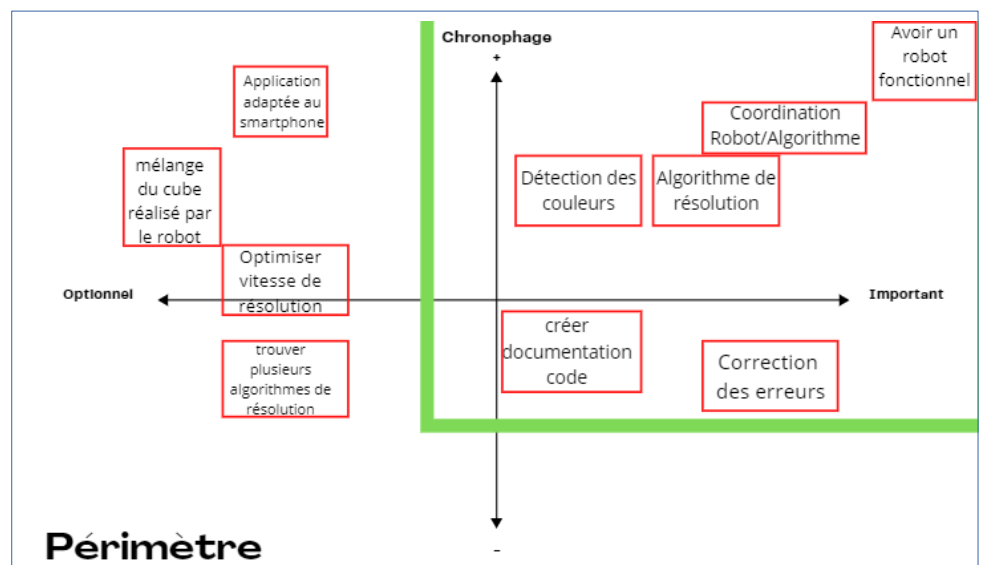 Chronophage
+
Avoir un
robot
fonctionnel
Application
adaptée au
smartphone
Coordination
Robot/Algorithme
mélange
du cube
réalisé par
le robot
Détection des
couleurs
Algorithme de
résolution
Optimiser
vitesse de
résolution
Optionnel
Important
créer
documentation
code
trouver
plusieurs
algorithmes de
résolution
Correction
des erreurs
Périmètre
-